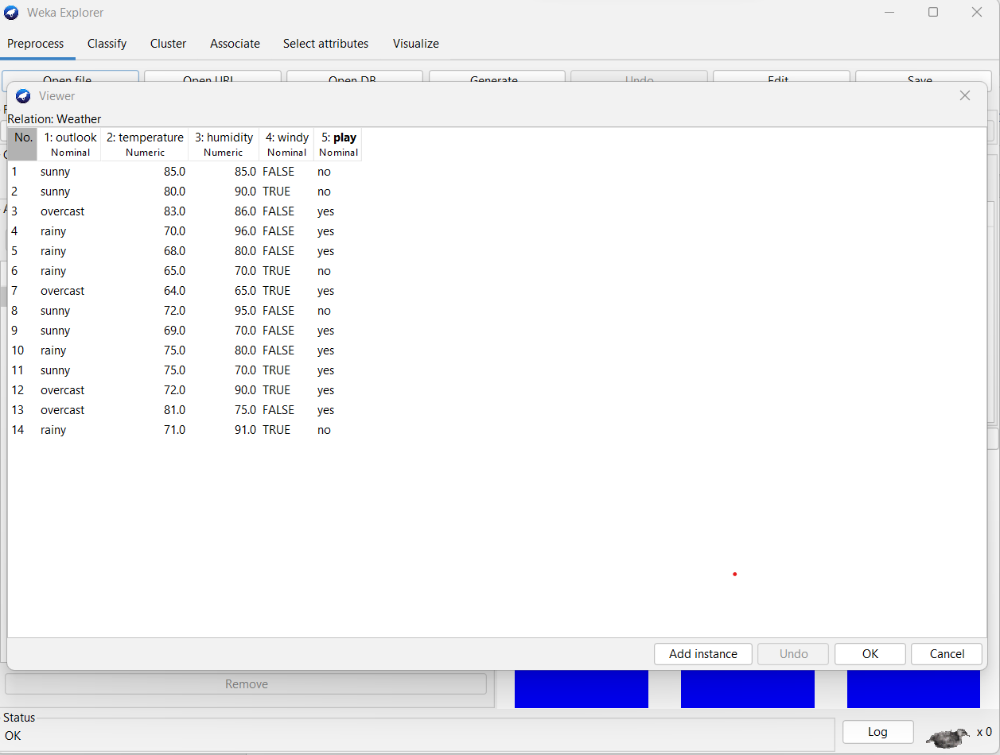 Weka Explorer
Preprocess Classify Cluster Associate Select attributes Visualize
Open file Open URL Open DB Generate Undo Edit Save
Viewer
Relation: Weather
No. 1: outlook 2: temperature 3: humidity 4: windy 5: play
Nominal Numeric Numeric Nominal Nominal
1 sunny 85.0 85.0 FALSE no
2 sunny 80.0 90.0 TRUE no
3 overcast 83.0 86.0 FALSE yes
4 rainy 70.0 96.0 FALSE yes
5 rainy 68.0 80.0 FALSE yes
6 rainy 65.0 70.0 TRUE no
7 overcast 64.0 65.0 TRUE yes
8 sunny 72.0 95.0 FALSE no
9 sunny 69.0 70.0 FALSE yes
10 rainy 75.0 80.0 FALSE yes
11 sunny 75.0 70.0 TRUE yes
12 overcast 72.0 90.0 TRUE yes
13 overcast 81.0 75.0 FALSE yes
14 rainy 71.0 91.0 TRUE no
Add instance Undo OK Cancel
Remove
Status
OK
Log x 0